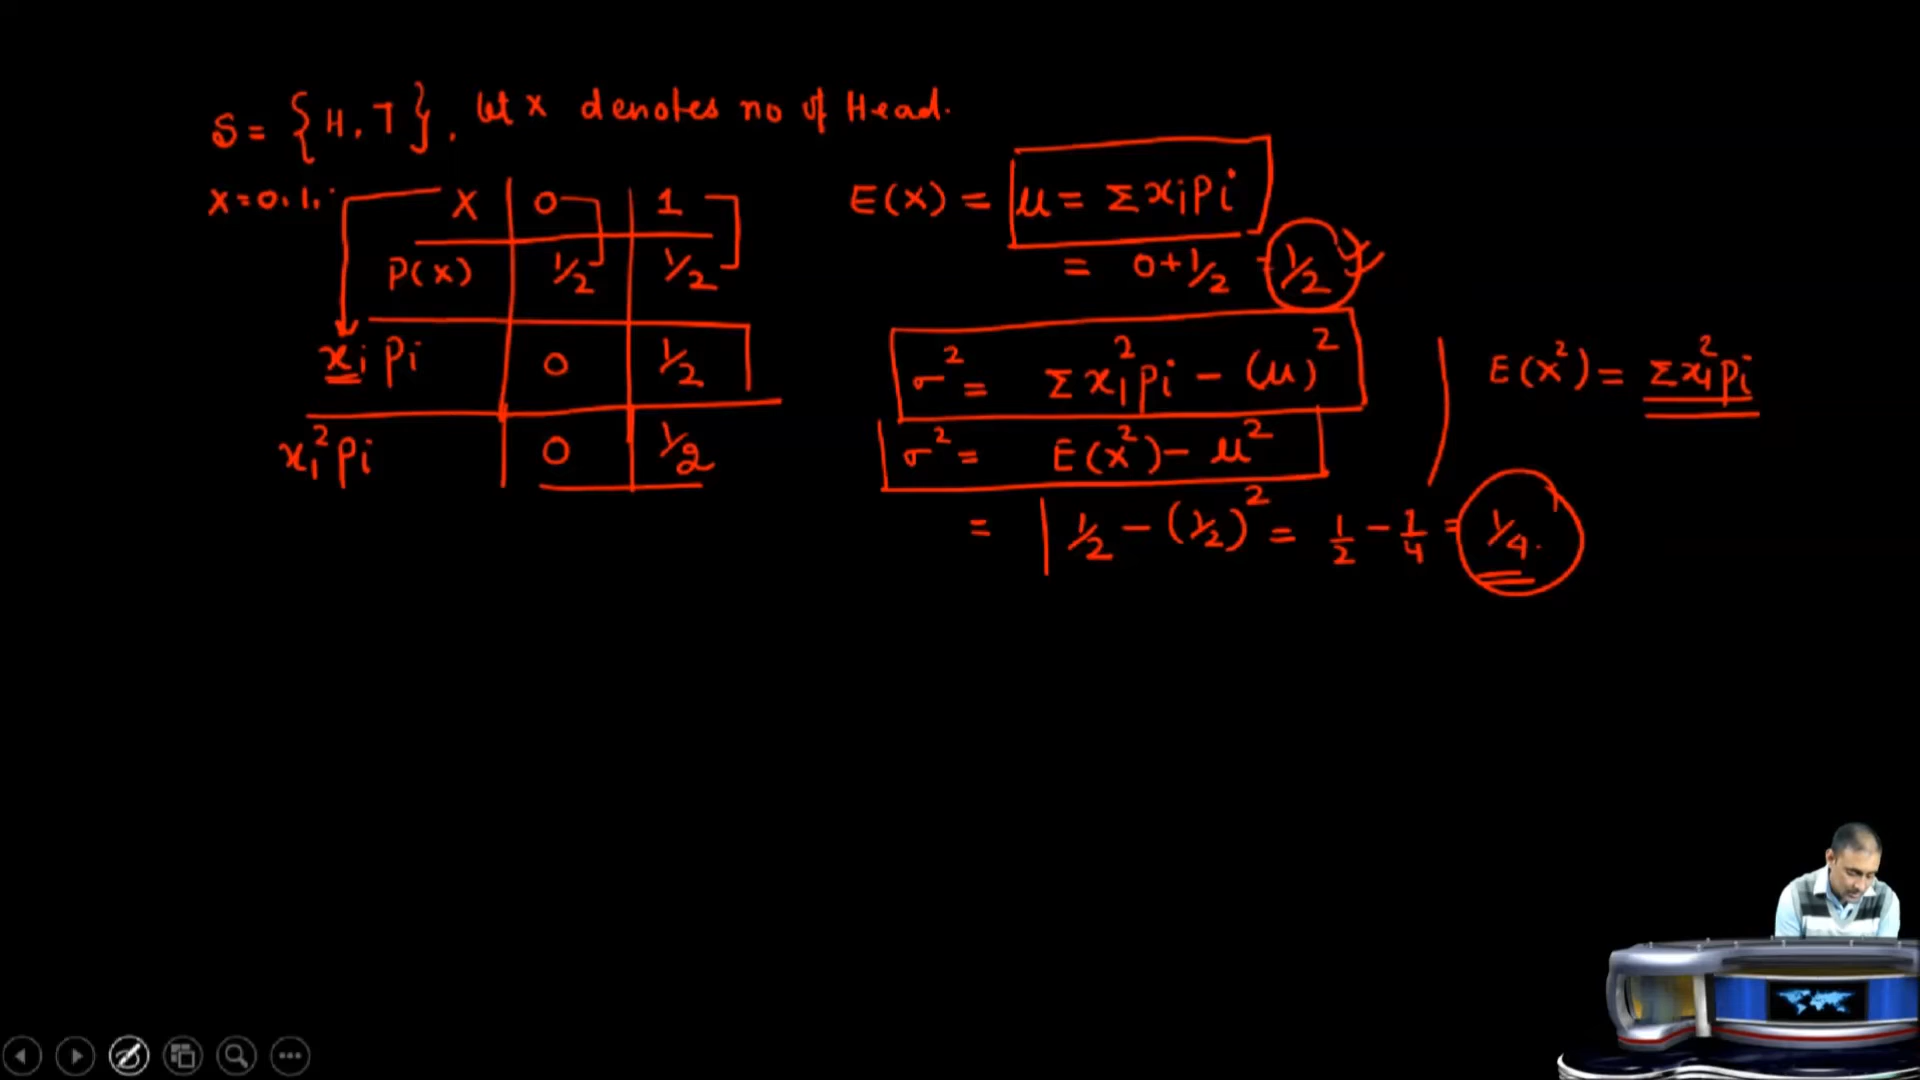 S = {H, T}, let x denotes no of Head.
X = 0, 1.
X | 0 | 1
P(x) | 1/2 | 1/2
xi pi | 0 | 1/2
xi² pi | 0 | 1/2
E(x) = μ = Σ xi pi
= 0 + 1/2 = 1/2
σ² = Σ xi² pi - (μ)²
σ² = E(x²) - μ²
= 1/2 - (1/2)² = 1/2 - 1/4 = 1/4.
E(x²) = Σ xi² pi